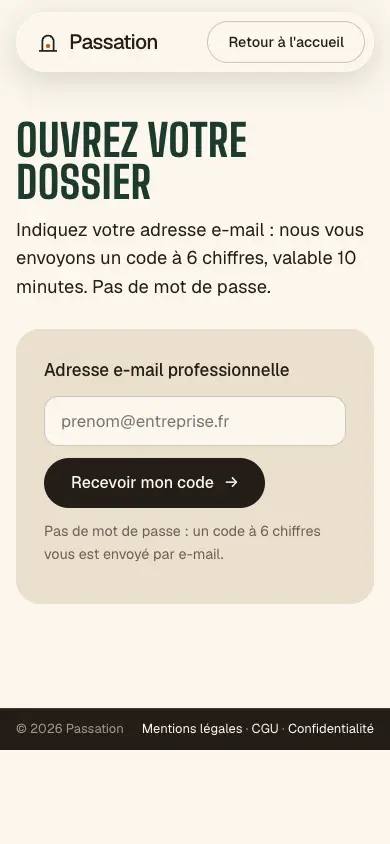 Passation
Retour à l'accueil
OUVREZ VOTRE
DOSSIER
Indiquez votre adresse e-mail : nous vous
envoyons un code à 6 chiffres, valable 10
minutes. Pas de mot de passe.
Adresse e-mail professionnelle
prenom@entreprise.fr
Recevoir mon code →
Pas de mot de passe : un code à 6 chiffres
vous est envoyé par e-mail.
© 2026 Passation Mentions légales · CGU · Confidentialité